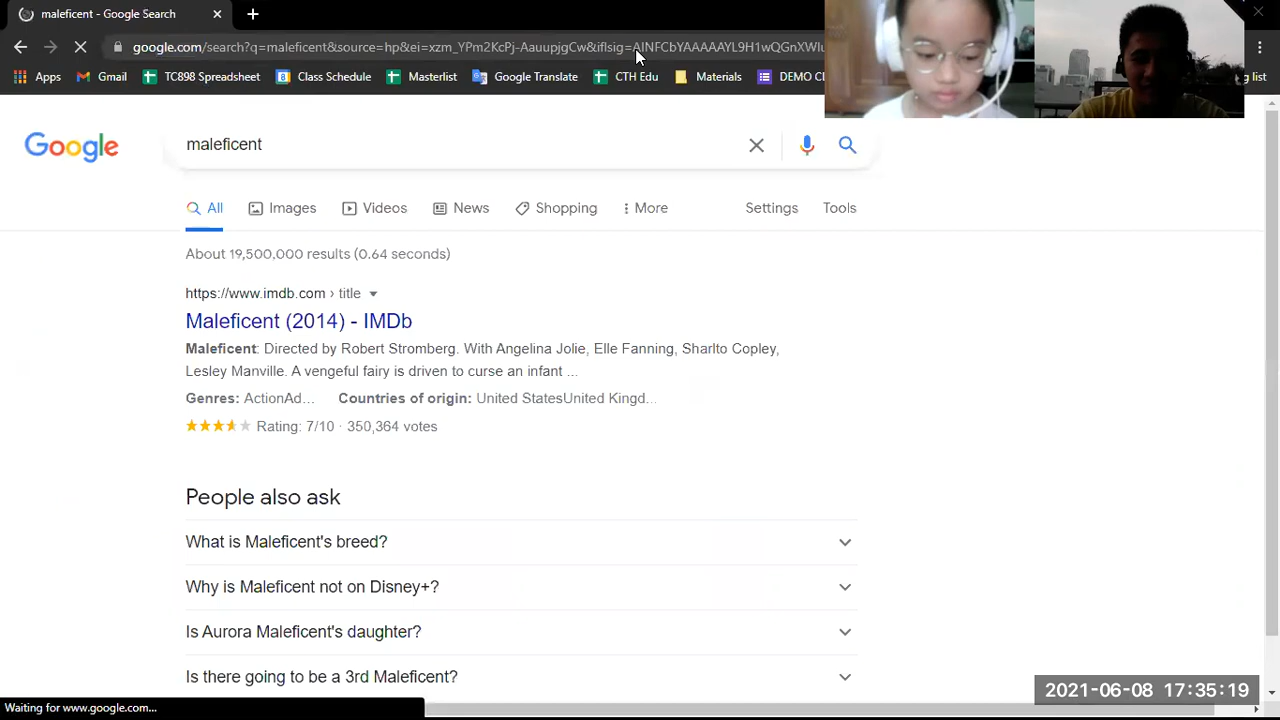 maleficent - Google Search
google.com/search?q=maleficent&source=hp&ei=xzm_YPm2KcPj-AauupjgCw&iflsig=AINFCbYAAAAAYL9H1wQGnXWlu
Apps Gmail TC898 Spreadsheet Class Schedule Masterlist Google Translate CTH Edu Materials DEMO Cl
Google maleficent
All Images Videos News Shopping More Settings Tools
About 19,500,000 results (0.64 seconds)
https://www.imdb.com › title
Maleficent (2014) - IMDb
Maleficent: Directed by Robert Stromberg. With Angelina Jolie, Elle Fanning, Sharlto Copley,
Lesley Manville. A vengeful fairy is driven to curse an infant ...
Genres: ActionAd... Countries of origin: United StatesUnited Kingd...
Rating: 7/10 · 350,364 votes
People also ask
What is Maleficent's breed?
Why is Maleficent not on Disney+?
Is Aurora Maleficent's daughter?
Is there going to be a 3rd Maleficent?
2021-06-08 17:35:19
Waiting for www.google.com...